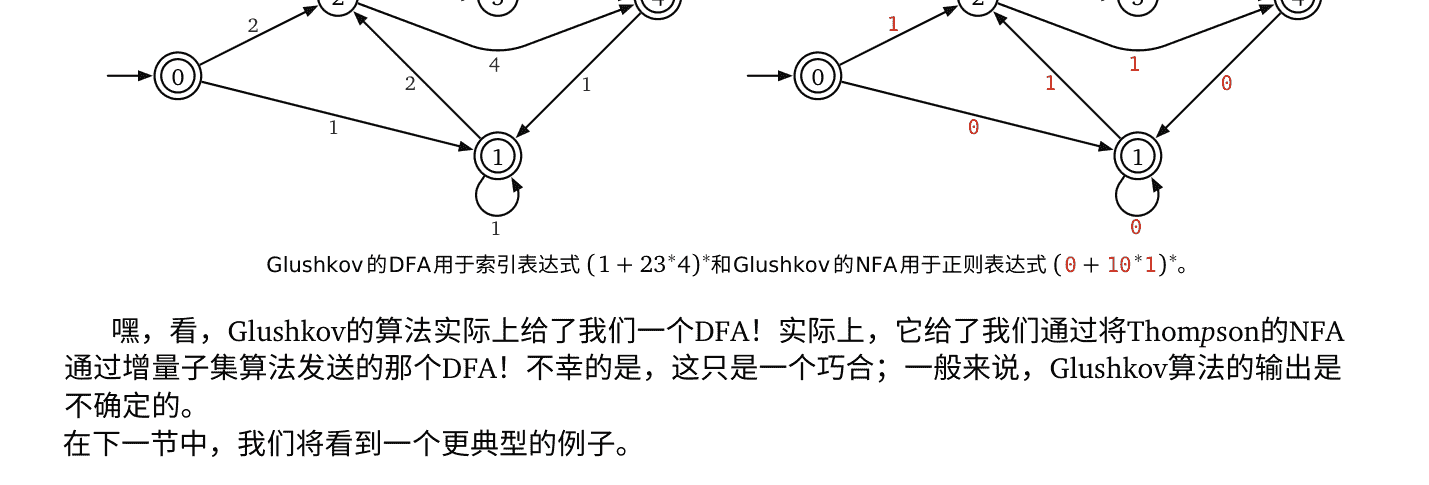 2 3 4 2 3 4
2 1
0 4 0 1
2 1 1 0
1 0
1 1
1 0
Glushkov的DFA用于索引表达式 (1 + 23*4)*和Glushkov的NFA用于正则表达式 (0 + 10*1)*。
嘿，看，Glushkov的算法实际上给了我们一个DFA！实际上，它给了我们通过将Thompson的NFA
通过增量子集算法发送的那个DFA！不幸的是，这只是一个巧合；一般来说，Glushkov算法的输出是
不确定的。
在下一节中，我们将看到一个更典型的例子。